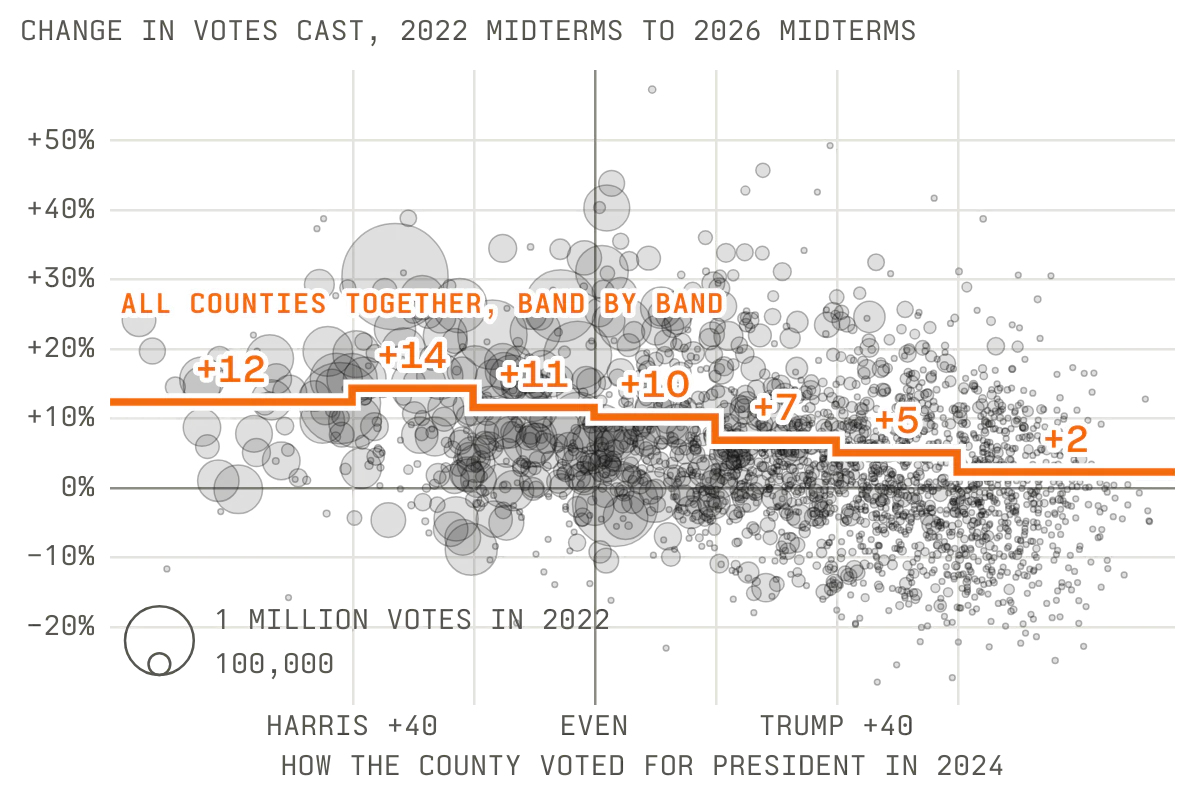 CHANGE IN VOTES CAST, 2022 MIDTERMS TO 2026 MIDTERMS
+50%
+40%
+30%
ALL COUNTIES TOGETHER, BAND BY BAND
+20%
+12
+14
+11
+10
+7
+5
+2
+10%
0%
−10%
−20%
1 MILLION VOTES IN 2022
100,000
HARRIS +40
EVEN
TRUMP +40
HOW THE COUNTY VOTED FOR PRESIDENT IN 2024